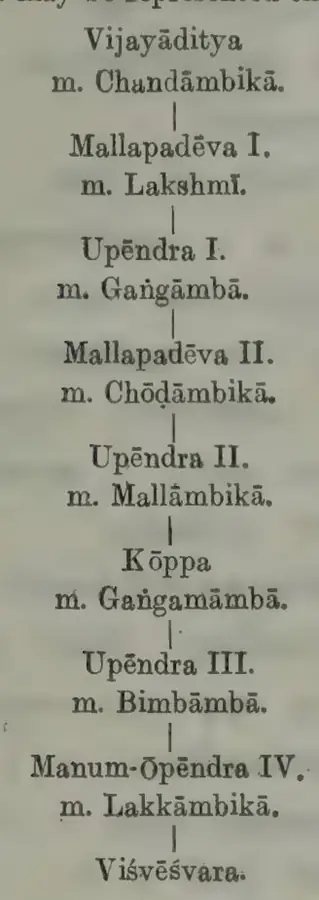 Vijayāditya
m. Chandāmbikā.
Mallapadēva I.
m. Lakshmī.
Upēndra I.
m. Gaṅgāmbā.
Mallapadēva II.
m. Chōḍāmbikā.
Upēndra II.
m. Mallāmbikā.
Kōppa
m. Gaṅgamāmbā.
Upēndra III.
m. Bimbāmbā.
Manum-Ōpēndra IV.
m. Lakkāmbikā.
Viśvēśvara.